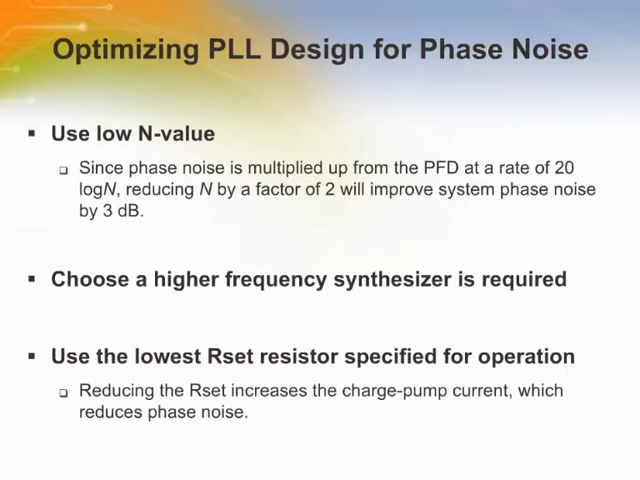 Optimizing PLL Design for Phase Noise
▪ Use low N-value
❑ Since phase noise is multiplied up from the PFD at a rate of 20
logN, reducing N by a factor of 2 will improve system phase noise
by 3 dB.
▪ Choose a higher frequency synthesizer is required
▪ Use the lowest Rset resistor specified for operation
❑ Reducing the Rset increases the charge-pump current, which
reduces phase noise.